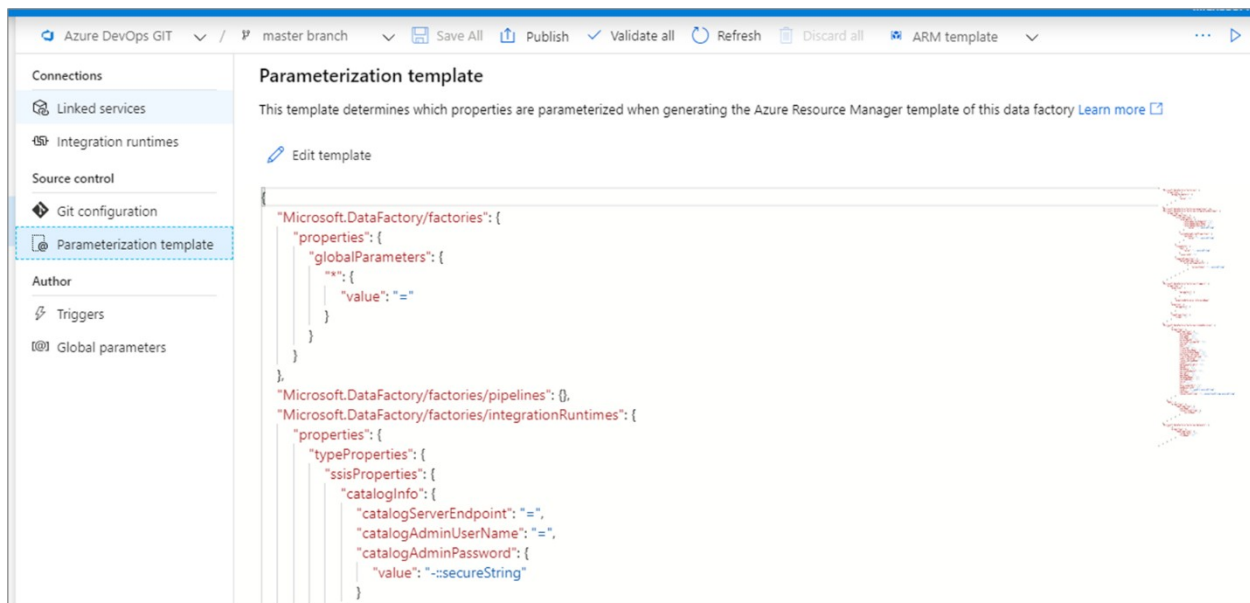 Azure DevOps GIT / master branch Save All Publish Validate all Refresh Discard all ARM template ...
Connections
Linked services
Integration runtimes
Source control
Git configuration
Parameterization template
Author
Triggers
Global parameters
Parameterization template
This template determines which properties are parameterized when generating the Azure Resource Manager template of this data factory Learn more
Edit template
{
"Microsoft.DataFactory/factories": {
"properties": {
"globalParameters": {
"*": {
"value": "="
}
}
}
},
"Microsoft.DataFactory/factories/pipelines": {},
"Microsoft.DataFactory/factories/integrationRuntimes": {
"properties": {
"typeProperties": {
"ssisProperties": {
"catalogInfo": {
"catalogServerEndpoint": "=",
"catalogAdminUserName": "=",
"catalogAdminPassword": {
"value": "-::secureString"
}